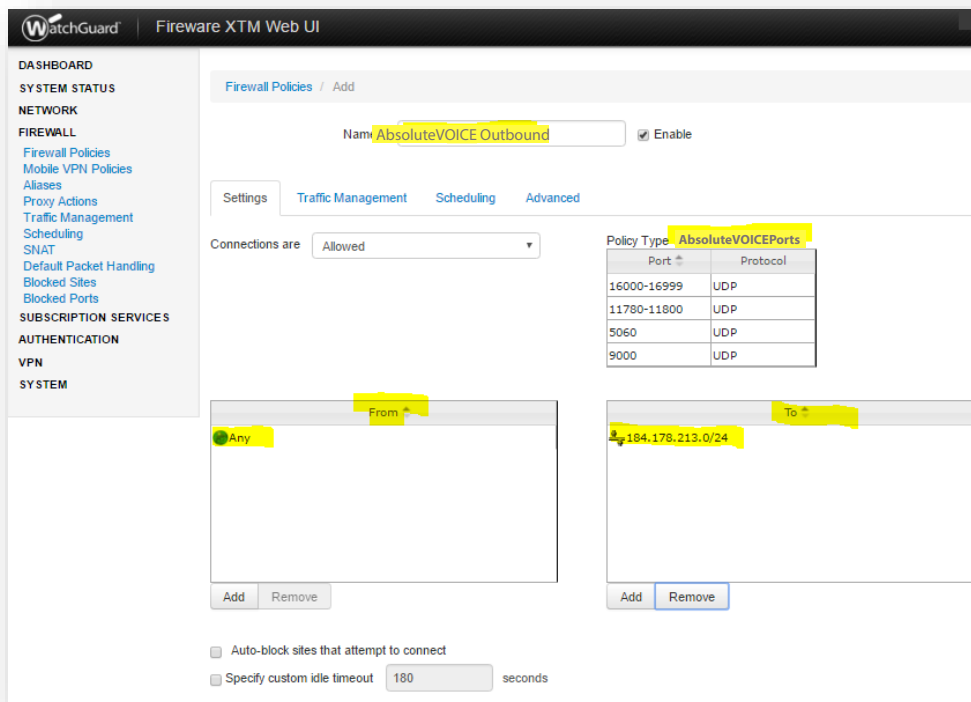 WatchGuard Fireware XTM Web UI
DASHBOARD
SYSTEM STATUS
NETWORK
FIREWALL
Firewall Policies
Mobile VPN Policies
Aliases
Proxy Actions
Traffic Management
Scheduling
SNAT
Default Packet Handling
Blocked Sites
Blocked Ports
SUBSCRIPTION SERVICES
AUTHENTICATION
VPN
SYSTEM
Firewall Policies / Add
Name AbsoluteVOICE Outbound Enable
Settings Traffic Management Scheduling Advanced
Connections are Allowed
Policy Type AbsoluteVOICEPorts
Port Protocol
16000-16999 UDP
11780-11800 UDP
5060 UDP
9000 UDP
From To
Any 184.178.213.0/24
Add Remove Add Remove
Auto-block sites that attempt to connect
Specify custom idle timeout 180 seconds